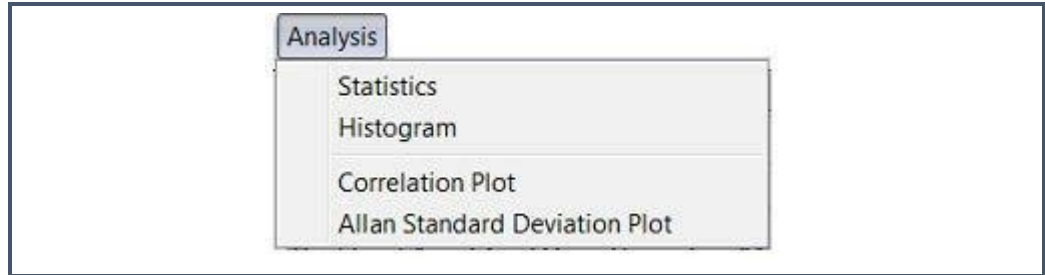 Analysis
Statistics
Histogram
Correlation Plot
Allan Standard Deviation Plot